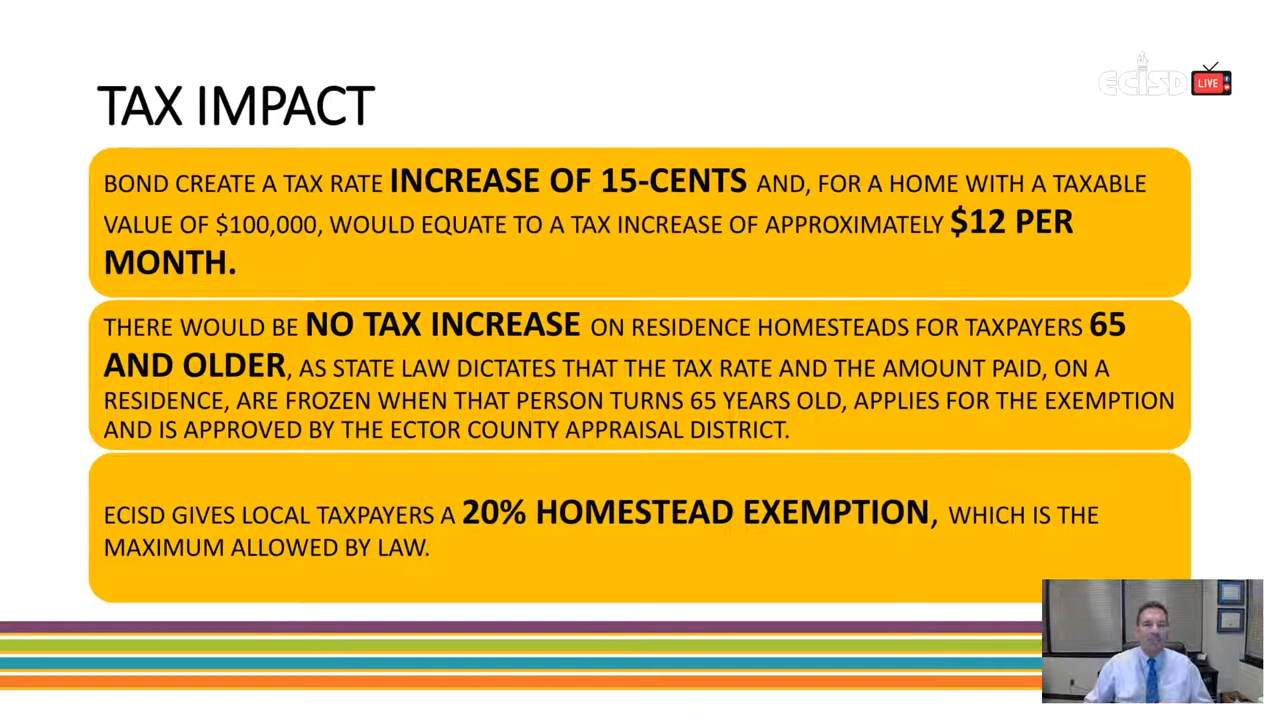 ECISD LIVE
TAX IMPACT
BOND CREATE A TAX RATE INCREASE OF 15-CENTS AND, FOR A HOME WITH A TAXABLE
VALUE OF $100,000, WOULD EQUATE TO A TAX INCREASE OF APPROXIMATELY $12 PER
MONTH.
THERE WOULD BE NO TAX INCREASE ON RESIDENCE HOMESTEADS FOR TAXPAYERS 65
AND OLDER, AS STATE LAW DICTATES THAT THE TAX RATE AND THE AMOUNT PAID, ON A
RESIDENCE, ARE FROZEN WHEN THAT PERSON TURNS 65 YEARS OLD, APPLIES FOR THE EXEMPTION
AND IS APPROVED BY THE ECTOR COUNTY APPRAISAL DISTRICT.
ECISD GIVES LOCAL TAXPAYERS A 20% HOMESTEAD EXEMPTION, WHICH IS THE
MAXIMUM ALLOWED BY LAW.